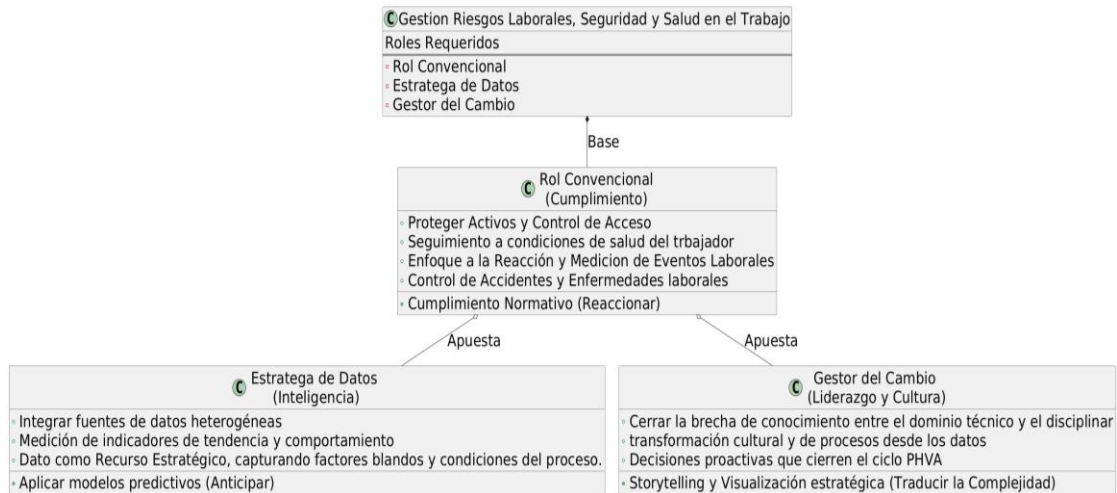 C Gestion Riesgos Laborales, Seguridad y Salud en el Trabajo
Roles Requeridos
Rol Convencional
Estratega de Datos
Gestor del Cambio
Base
C Rol Convencional
(Cumplimiento)
Proteger Activos y Control de Acceso
Seguimiento a condiciones de salud del trbajador
Enfoque a la Reacción y Medicion de Eventos Laborales
Control de Accidentes y Enfermedades laborales
Cumplimiento Normativo (Reaccionar)
Apuesta
Apuesta
C Estratega de Datos
(Inteligencia)
Integrar fuentes de datos heterogéneas
Medición de indicadores de tendencia y comportamiento
Dato como Recurso Estratégico, capturando factores blandos y condiciones del proceso.
Aplicar modelos predictivos (Anticipar)
C Gestor del Cambio
(Liderazgo y Cultura)
Cerrar la brecha de conocimiento entre el dominio técnico y el disciplinar
transformación cultural y de procesos desde los datos
Decisiones proactivas que cierren el ciclo PHVA
Storytelling y Visualización estratégica (Traducir la Complejidad)